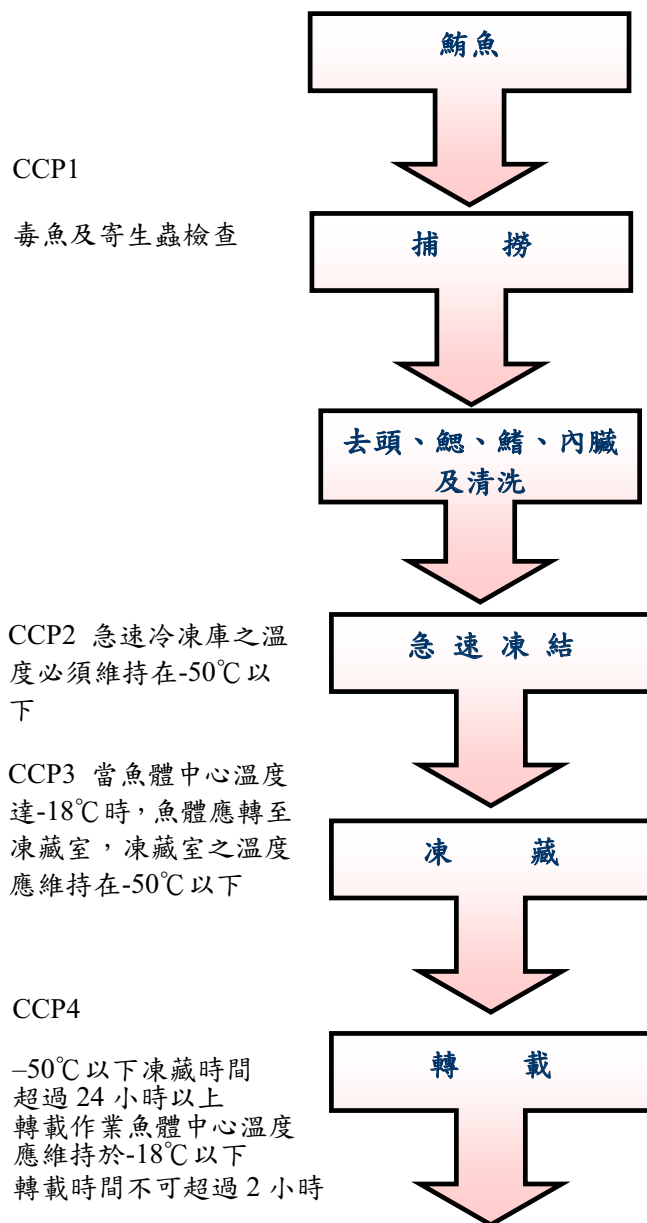 鮪魚
CCP1
毒魚及寄生蟲檢查
捕 撈
去頭、鰓、鰭、內臟
及清洗
CCP2 急速冷凍庫之溫
度必須維持在-50℃以
下
急 速 凍 結
CCP3 當魚體中心溫度
達-18℃時，魚體應轉至
凍藏室，凍藏室之溫度
應維持在-50℃以下
凍 藏
CCP4
–50℃以下凍藏時間
超過 24 小時以上
轉載作業魚體中心溫度
應維持於-18℃以下
轉載時間不可超過 2 小時
轉 載